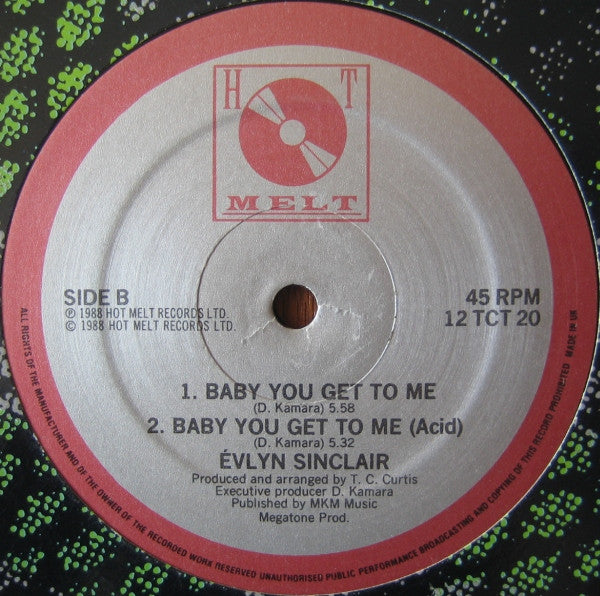 HOT
MELT
SIDE B
℗ 1988 HOT MELT RECORDS LTD.
© 1988 HOT MELT RECORDS LTD.
45 RPM
12 TCT 20
1. BABY YOU GET TO ME
(D. Kamara) 5.58
2. BABY YOU GET TO ME (Acid)
(D. Kamara) 5.32
ÉVLYN SINCLAIR
Produced and arranged by T. C. Curtis
Executive producer D. Kamara
Published by MKM Music
Megatone Prod.
ALL RIGHTS OF THE MANUFACTURER AND OF THE OWNER OF THE RECORDED WORK RESERVED UNAUTHORISED PUBLIC PERFORMANCE BROADCASTING AND COPYING OF THIS RECORD PROHIBITED MADE IN UK